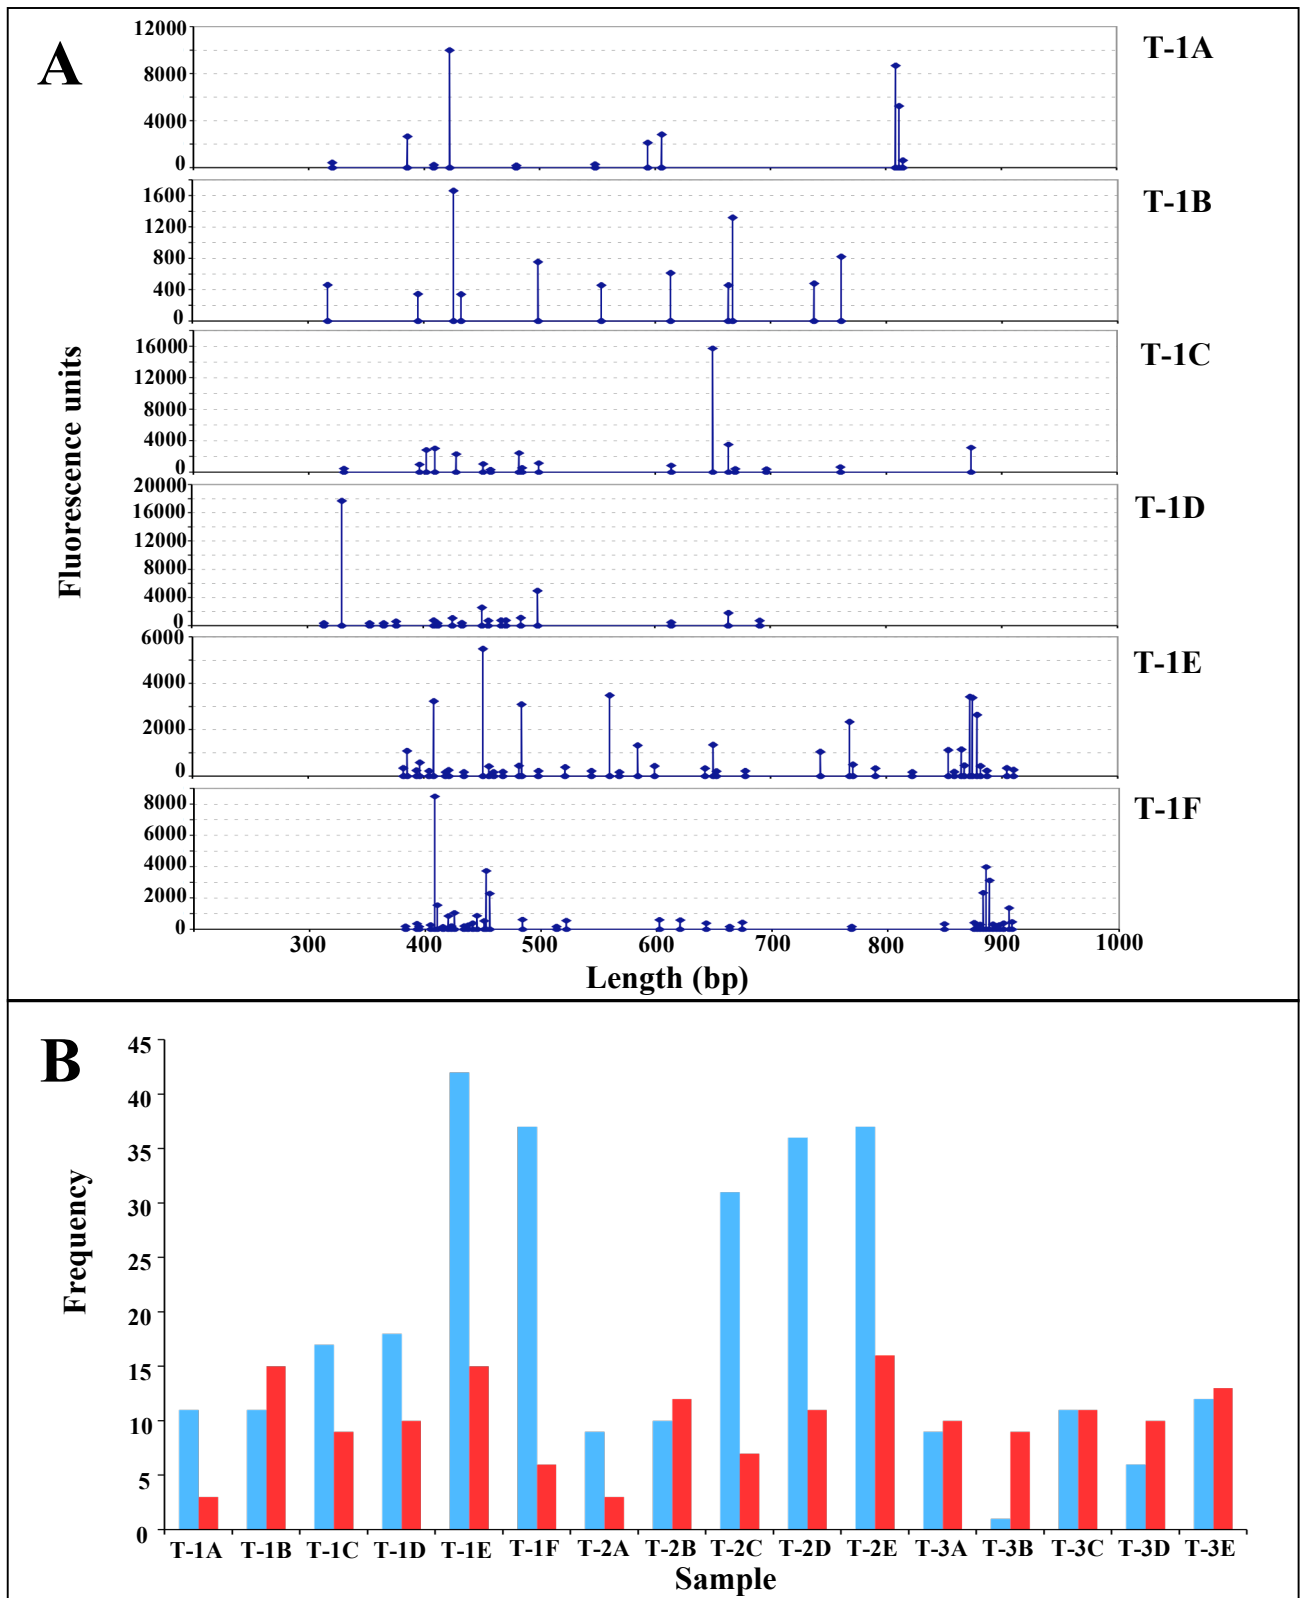 A
12000
8000
4000
0
T-1A
1600
1200
800
400
0
T-1B
16000
12000
8000
4000
0
T-1C
20000
16000
12000
8000
4000
0
T-1D
6000
4000
2000
0
T-1E
8000
6000
4000
2000
0
T-1F
Fluorescence units
300 400 500 600 700 800 900 1000
Length (bp)
B
45
40
35
30
25
20
15
10
5
0
Frequency
T-1A T-1B T-1C T-1D T-1E T-1F T-2A T-2B T-2C T-2D T-2E T-3A T-3B T-3C T-3D T-3E
Sample